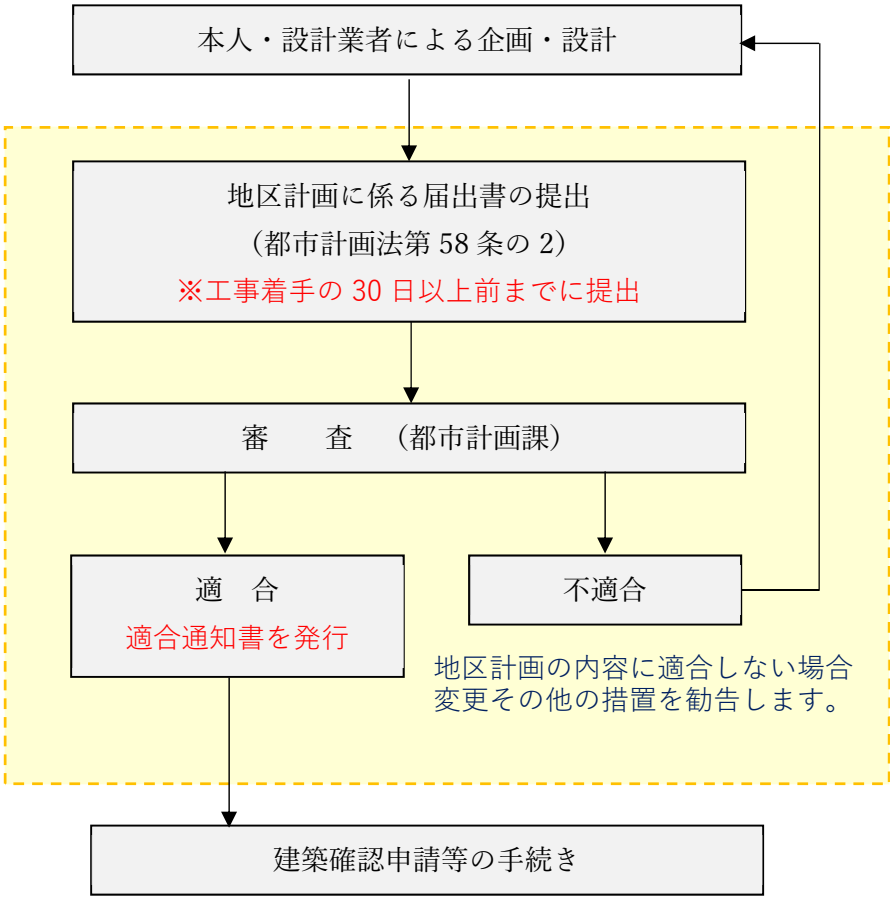 本人・設計業者による企画・設計
地区計画に係る届出書の提出
（都市計画法第 58 条の 2）
※工事着手の 30 日以上前までに提出
審　　査　（都市計画課）
適　合
適合通知書を発行
不適合
地区計画の内容に適合しない場合
変更その他の措置を勧告します。
建築確認申請等の手続き